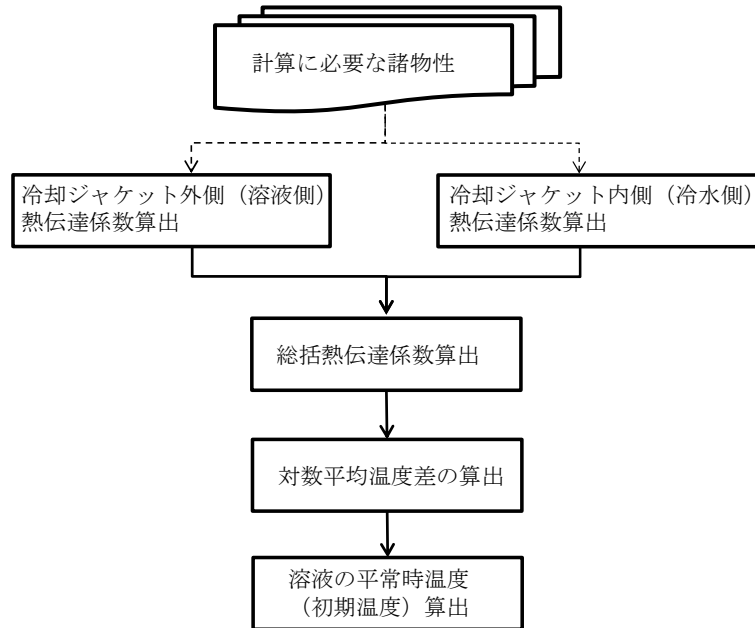 計算に必要な諸物性
冷却ジャケット外側（溶液側）
熱伝達係数算出
冷却ジャケット内側（冷水側）
熱伝達係数算出
総括熱伝達係数算出
対数平均温度差の算出
溶液の平常時温度
（初期温度）算出